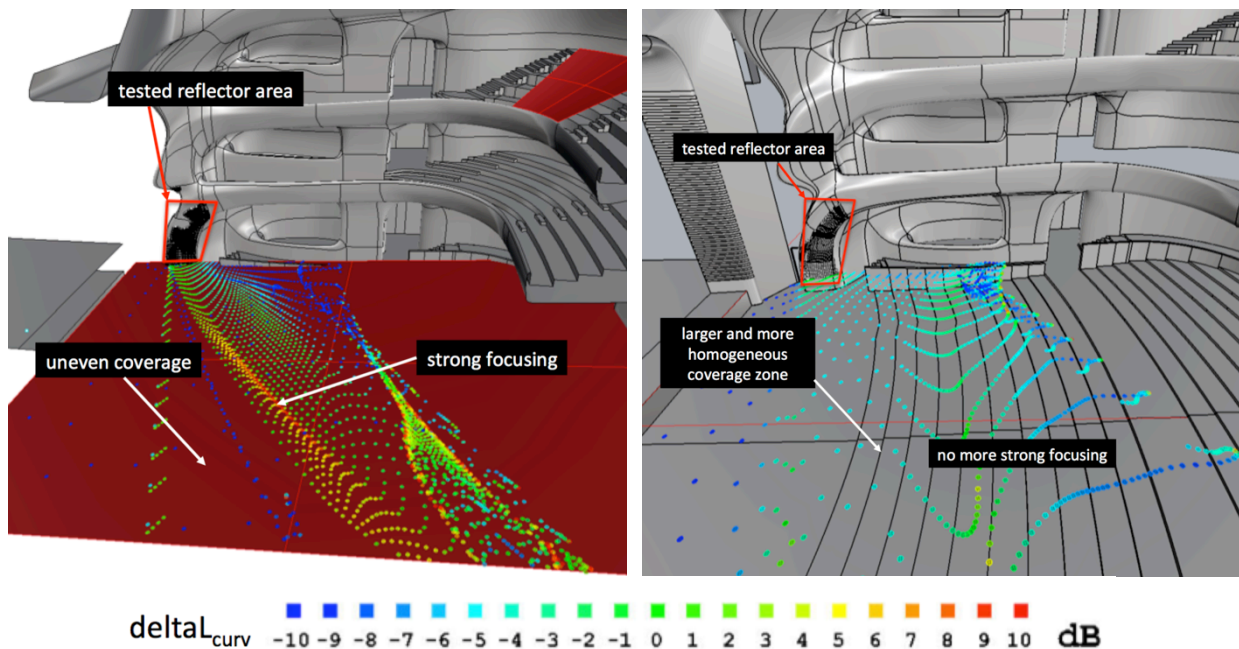 tested reflector area
uneven coverage
strong focusing
tested reflector area
larger and more
homogeneous
coverage zone
no more strong focusing
deltaLcurv
-10 -9 -8 -7 -6 -5 -4 -3 -2 -1 0 1 2 3 4 5 6 7 8 9 10 dB